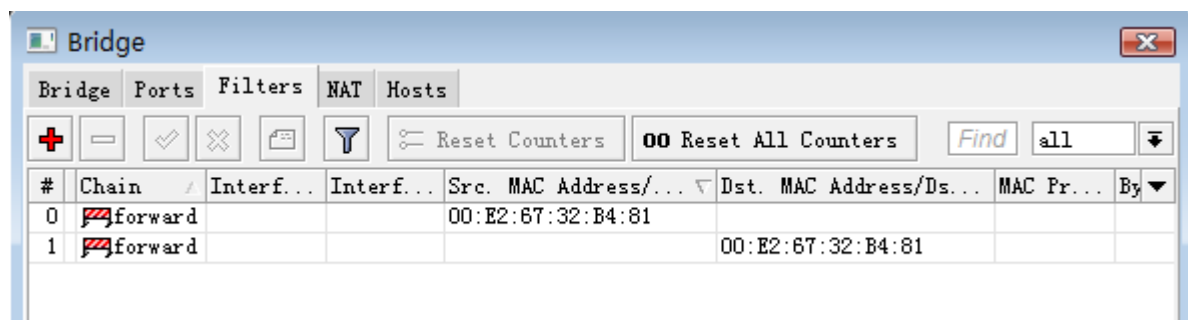 Bridge
Bridge Ports Filters NAT Hosts
Reset Counters 00 Reset All Counters Find all
# Chain Interf... Interf... Src. MAC Address/... Dst. MAC Address/Ds... MAC Pr... By
0 forward 00:E2:67:32:B4:81
1 forward 00:E2:67:32:B4:81